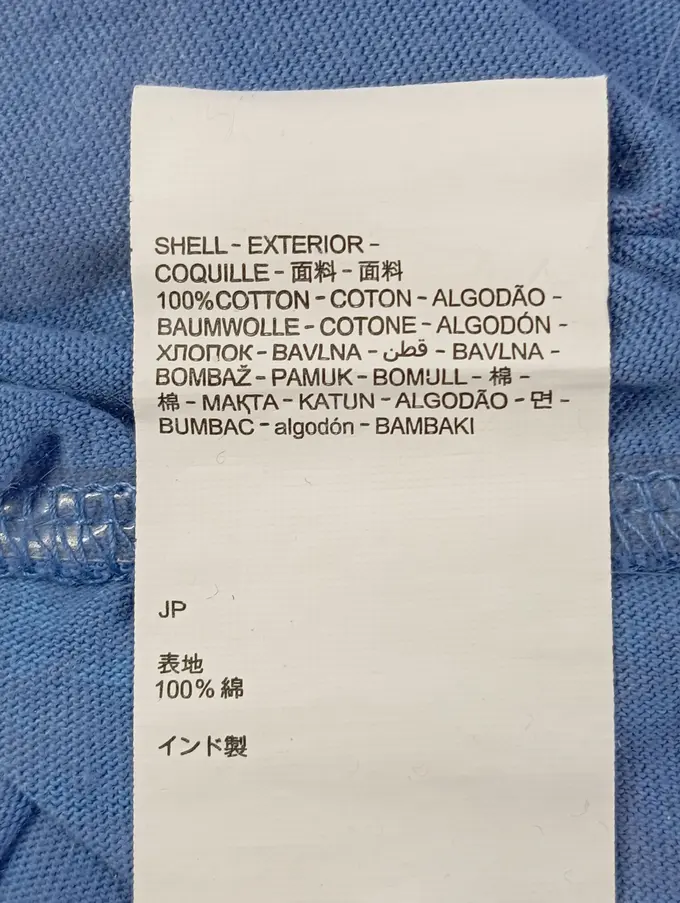 SHELL - EXTERIOR -
COQUILLE - 面料 - 面料
100% COTTON - COTON - ALGODÃO -
BAUMWOLLE - COTONE - ALGODÓN -
ХЛОПОК - BAVLNA - قطن - BAVLNA -
BOMBAŽ - PAMUK - BOMULL - 棉 -
棉 - МАҚТА - KATUN - ALGODÃO - 면 -
BUMBAC - algodón - BAMBAKI
JP
表地
100% 綿
インド製